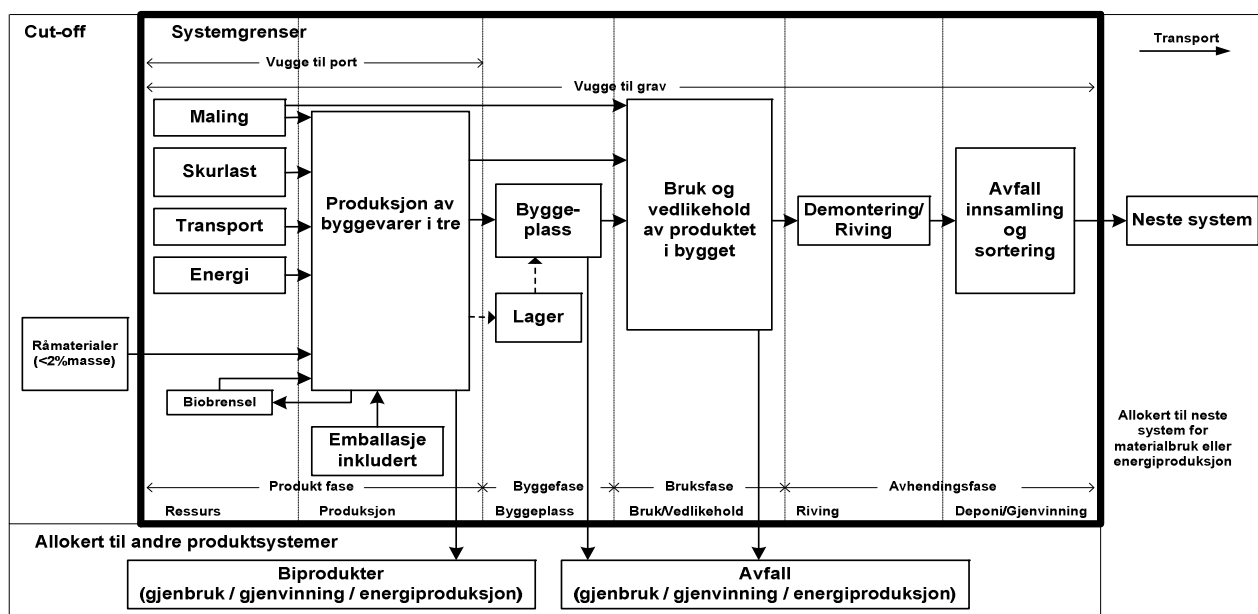 Cut-off
Systemgrenser
Transport
Vugge til port
Vugge til grav
Maling
Skurlast
Transport
Energi
Råmaterialer
(<2%masse)
Biobrensel
Produksjon av
byggevarer i tre
Emballasje
inkludert
Bygge-
plass
Lager
Bruk og
vedlikehold
av produktet
i bygget
Demontering/
Riving
Avfall
innsamling
og
sortering
Neste system
Allokert til neste
system for
materialbruk eller
energiproduksjon
Produkt fase
Byggefase
Bruksfase
Avhendingsfase
Ressurs
Produksjon
Byggeplass
Bruk/Vedlikehold
Riving
Deponi/Gjenvinning
Allokert til andre produktsystemer
Biprodukter
(gjenbruk / gjenvinning / energiproduksjon)
Avfall
(gjenbruk / gjenvinning / energiproduksjon)